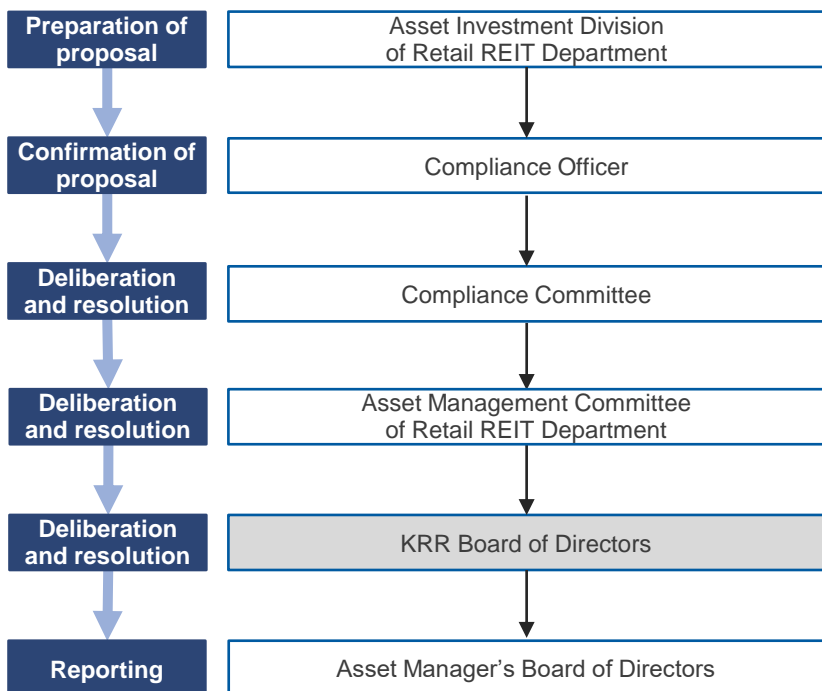 Preparation of
proposal
Asset Investment Division
of Retail REIT Department
Confirmation of
proposal
Compliance Officer
Deliberation
and resolution
Compliance Committee
Deliberation
and resolution
Asset Management Committee
of Retail REIT Department
Deliberation
and resolution
KRR Board of Directors
Reporting
Asset Manager’s Board of Directors